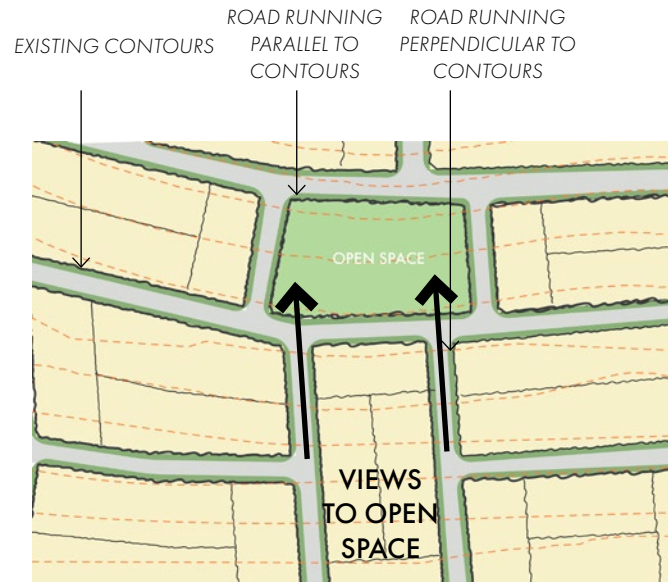 EXISTING CONTOURS
ROAD RUNNING
PARALLEL TO
CONTOURS
ROAD RUNNING
PERPENDICULAR TO
CONTOURS
OPEN SPACE
VIEWS
TO OPEN
SPACE